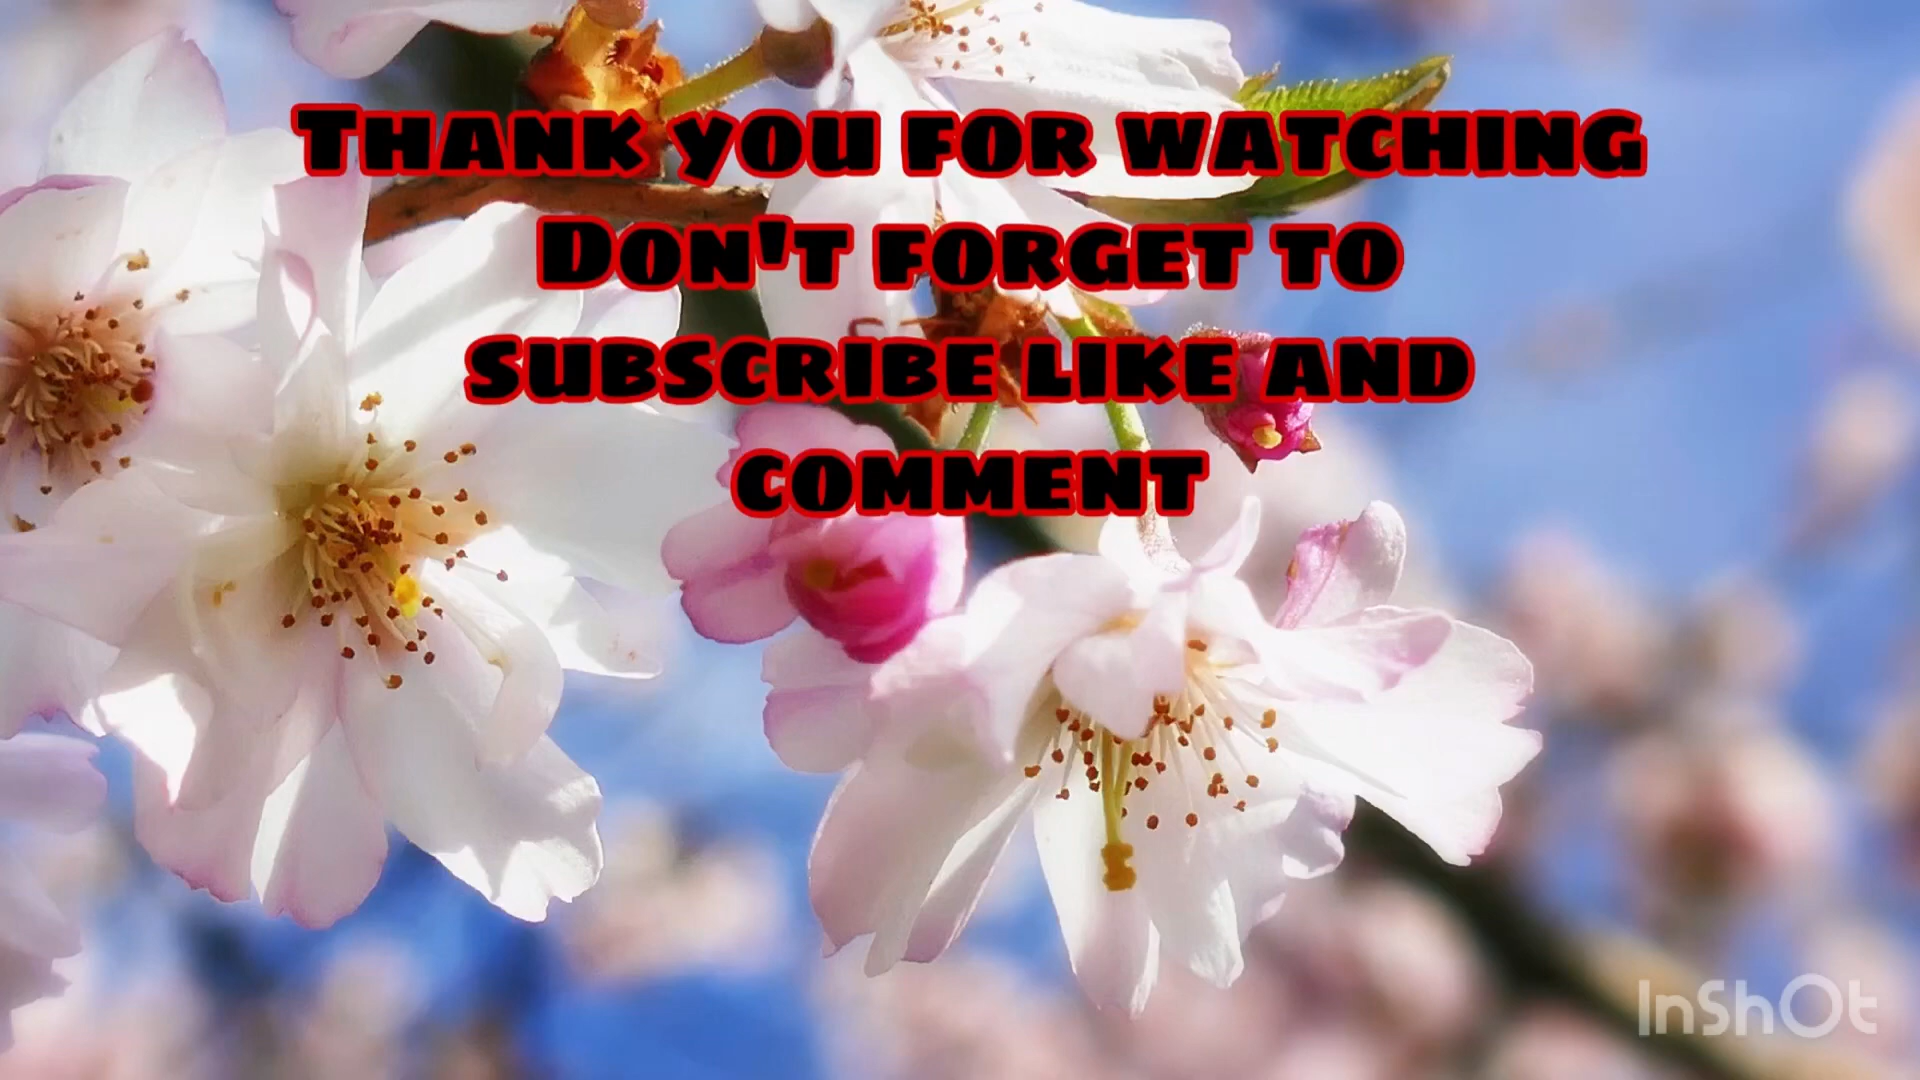 Thank you for watching
Don't forget to
subscribe like and
comment
InShOt